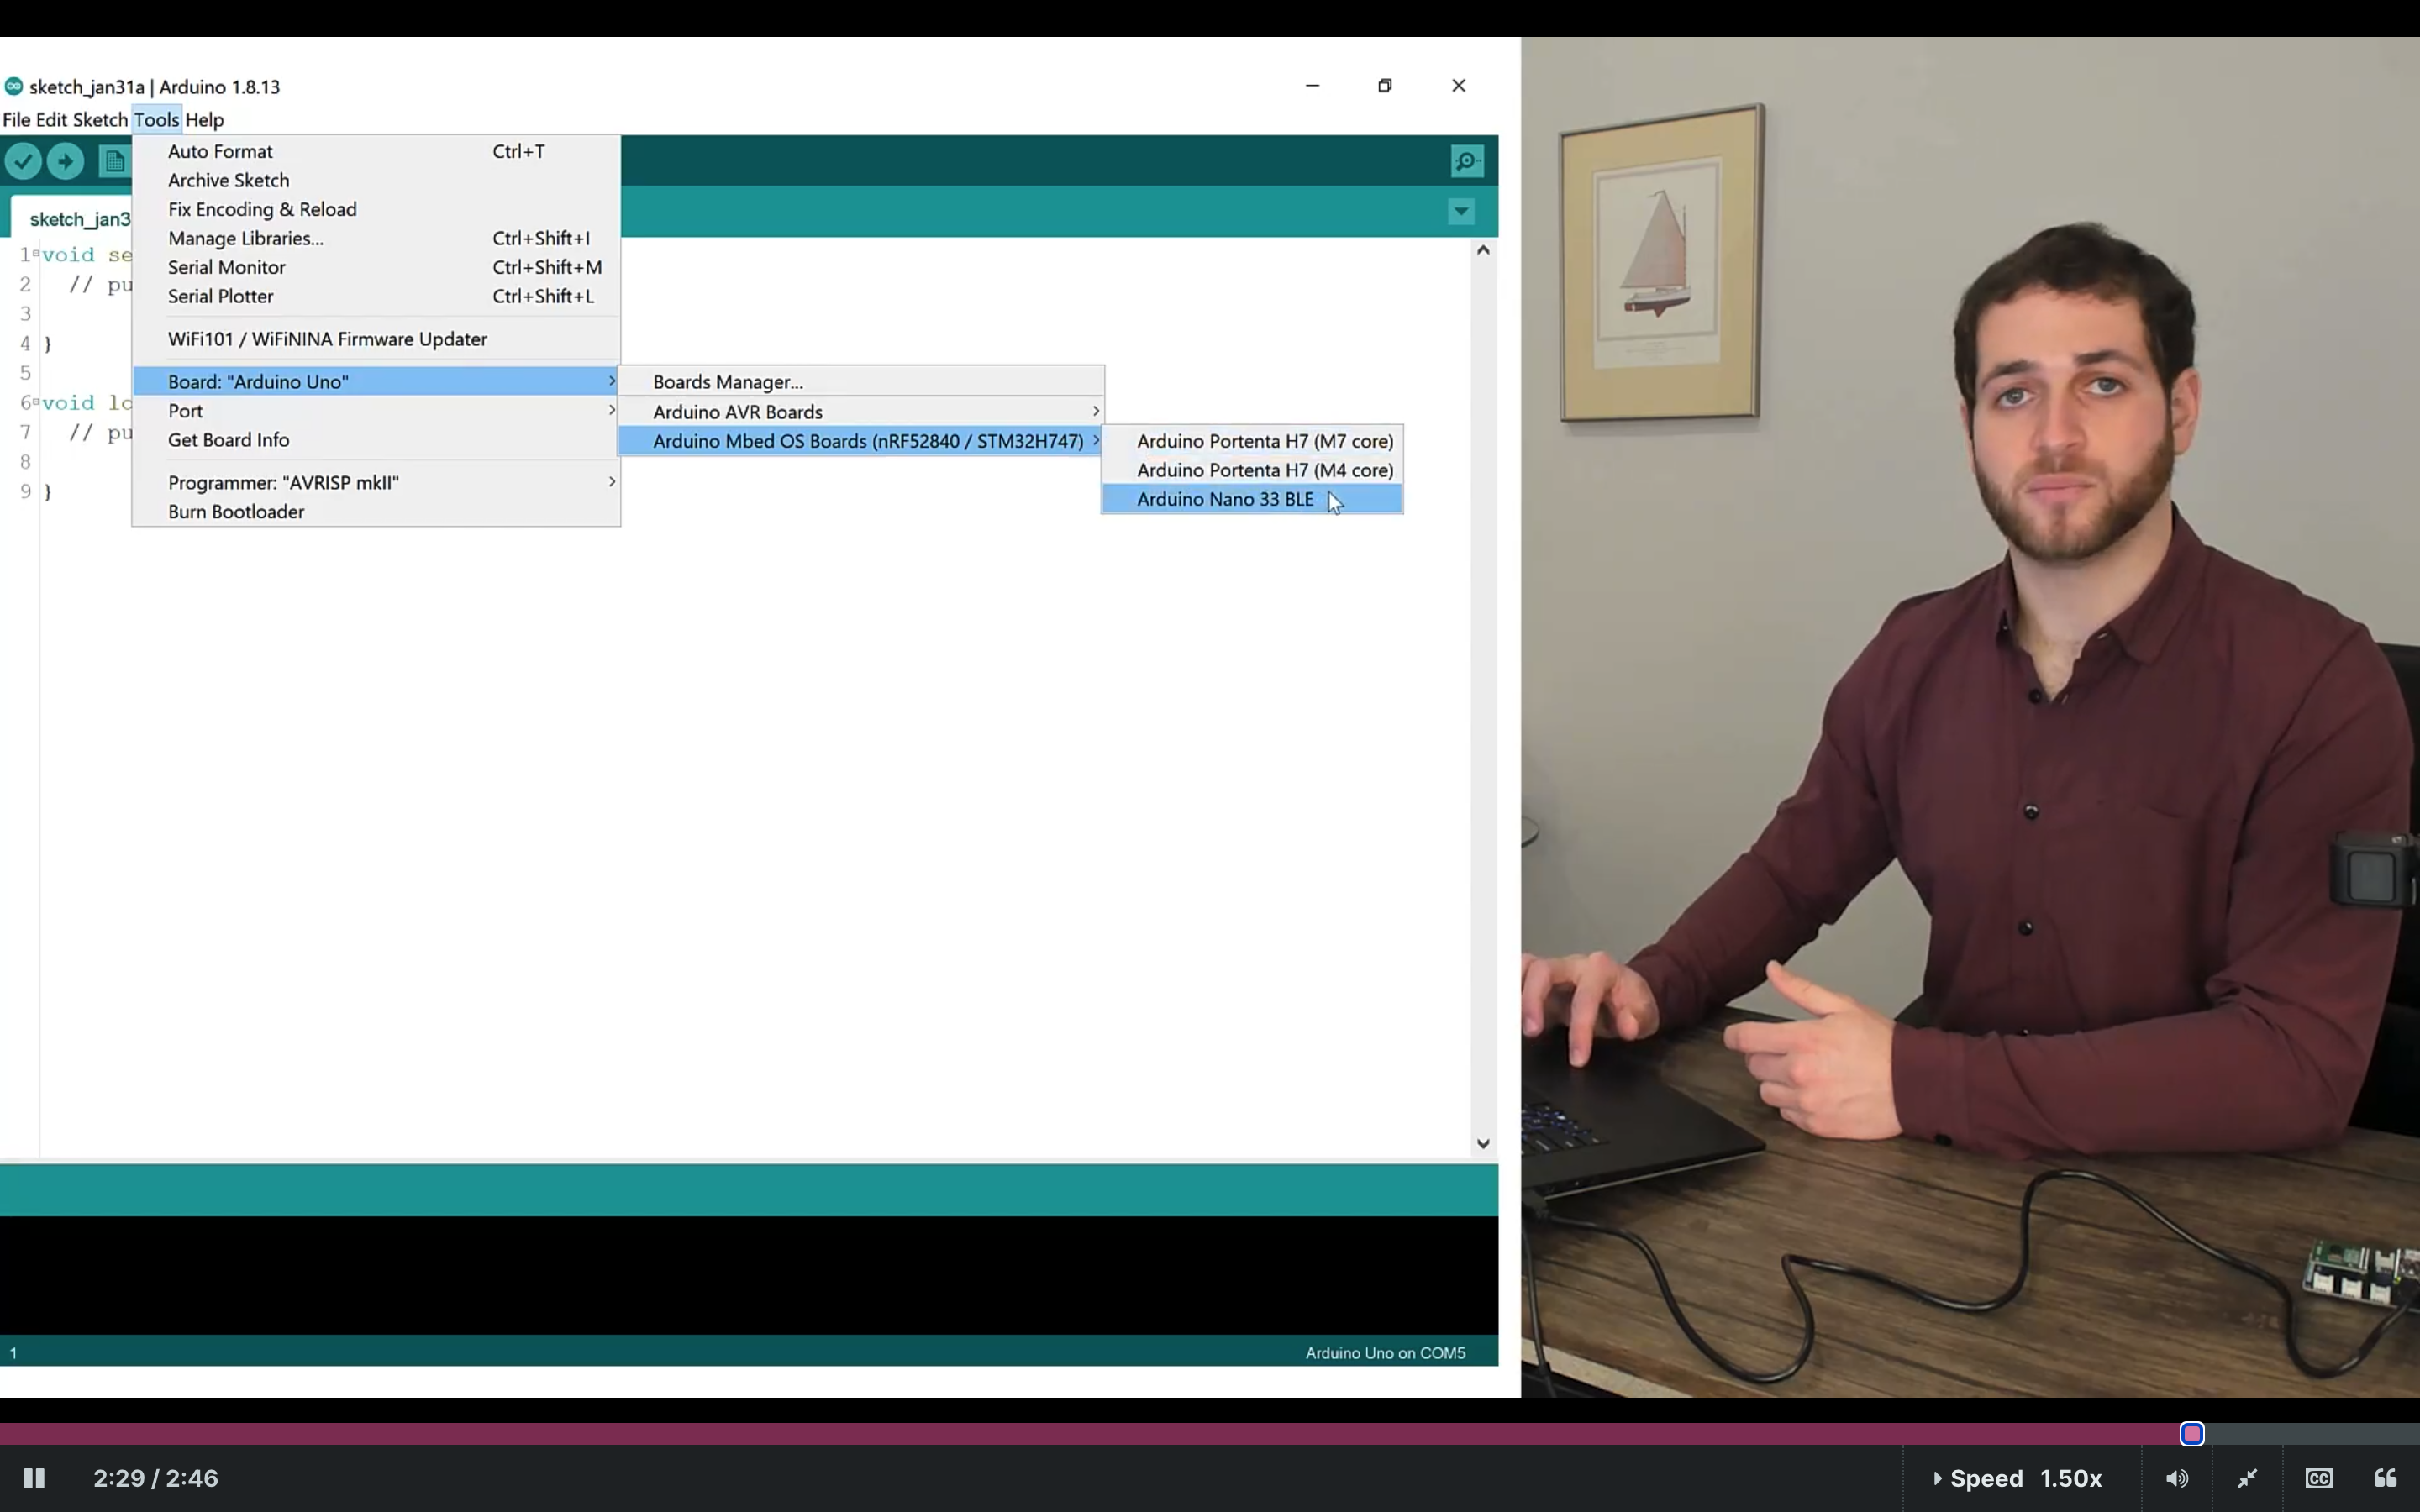 sketch_jan31a | Arduino 1.8.13
File Edit Sketch Tools Help
Auto Format Ctrl+T
Archive Sketch
Fix Encoding & Reload
Manage Libraries... Ctrl+Shift+I
Serial Monitor Ctrl+Shift+M
Serial Plotter Ctrl+Shift+L
WiFi101 / WiFiNINA Firmware Updater
Board: "Arduino Uno"
Port
Get Board Info
Programmer: "AVRISP mkII"
Burn Bootloader
Boards Manager...
Arduino AVR Boards
Arduino Mbed OS Boards (nRF52840 / STM32H747)
Arduino Portenta H7 (M7 core)
Arduino Portenta H7 (M4 core)
Arduino Nano 33 BLE
sketch_jan3
1 void se
2 // pu
3
4 }
5
6 void lo
7 // pu
8
9 }
1
Arduino Uno on COM5
2:29 / 2:46
Speed 1.50x
CC